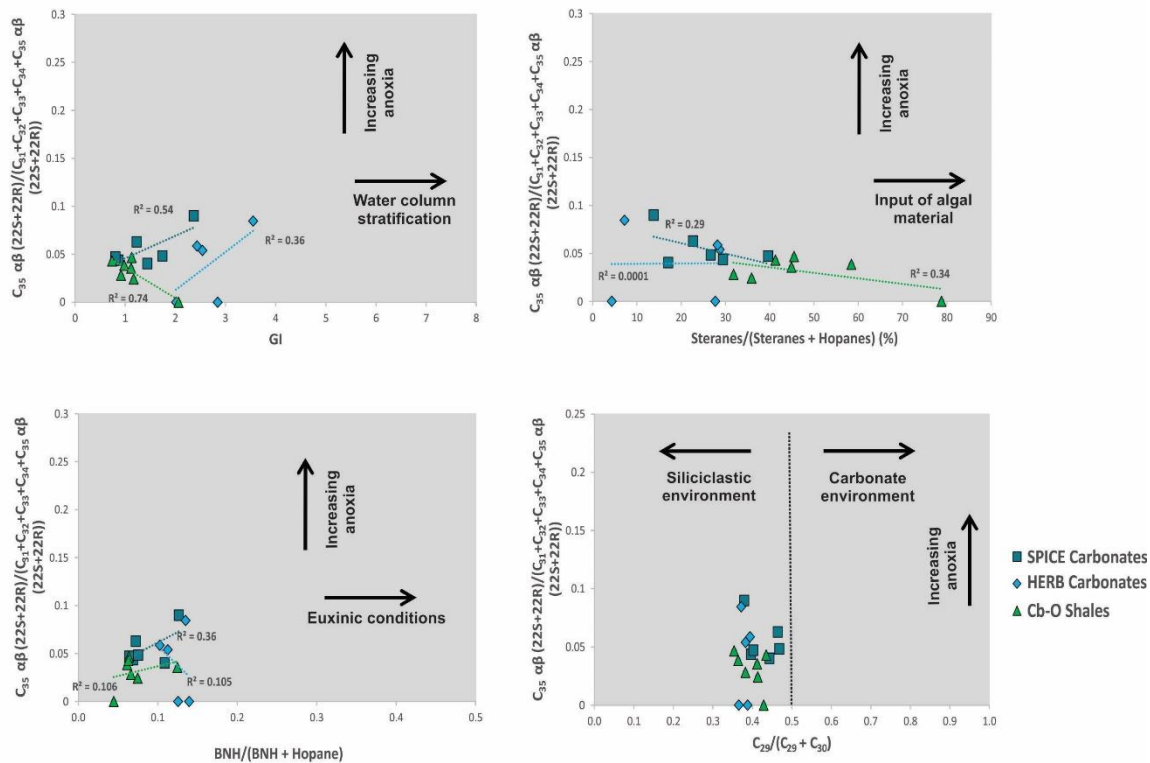 C₃₅ αβ (22S+22R)/(C₃₁+C₃₂+C₃₃+C₃₄+C₃₅ αβ
(22S+22R))
0.3
0.25
0.2
0.15
0.1
0.05
0
Increasing
anoxia
Water column
stratification
R² = 0.54
R² = 0.36
R² = 0.74
0 1 2 3 4 5 6 7 8
GI
C₃₅ αβ (22S+22R)/(C₃₁+C₃₂+C₃₃+C₃₄+C₃₅ αβ
(22S+22R))
0.3
0.25
0.2
0.15
0.1
0.05
0
Increasing
anoxia
Input of algal
material
R² = 0.29
R² = 0.0001
R² = 0.34
0 10 20 30 40 50 60 70 80 90
Steranes/(Steranes + Hopanes) (%)
C₃₅ αβ (22S+22R)/(C₃₁+C₃₂+C₃₃+C₃₄+C₃₅ αβ
(22S+22R))
0.3
0.25
0.2
0.15
0.1
0.05
0
Increasing
anoxia
Euxinic conditions
R² = 0.36
R² = 0.106
R² = 0.105
0.0 0.1 0.2 0.3 0.4 0.5
BNH/(BNH + Hopane)
C₃₅ αβ (22S+22R)/(C₃₁+C₃₂+C₃₃+C₃₄+C₃₅ αβ
(22S+22R))
0.25
0.2
0.15
0.1
0.05
0
Siliciclastic
environment
Carbonate
environment
Increasing
anoxia
0.0 0.1 0.2 0.3 0.4 0.5 0.6 0.7 0.8 0.9 1.0
C₂₉/(C₂₉ + C₃₀)
SPICE Carbonates
HERB Carbonates
Cb-O Shales